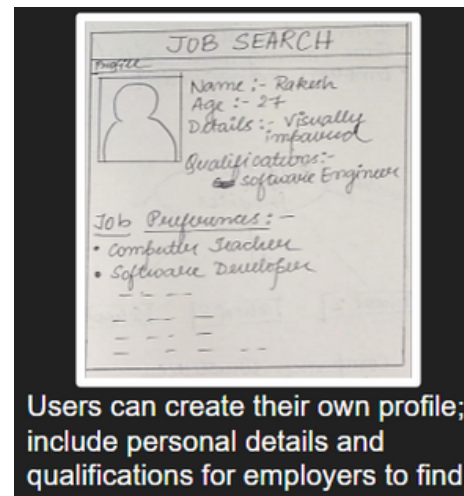 JOB SEARCH
Profile
Name :- Rakesh
Age :- 27
Details :- Visually
impaured
Qualifications:-
software Engineer
Job Preferences :-
• Computer Teacher
• Software Developer
Users can create their own profile;
include personal details and
qualifications for employers to find